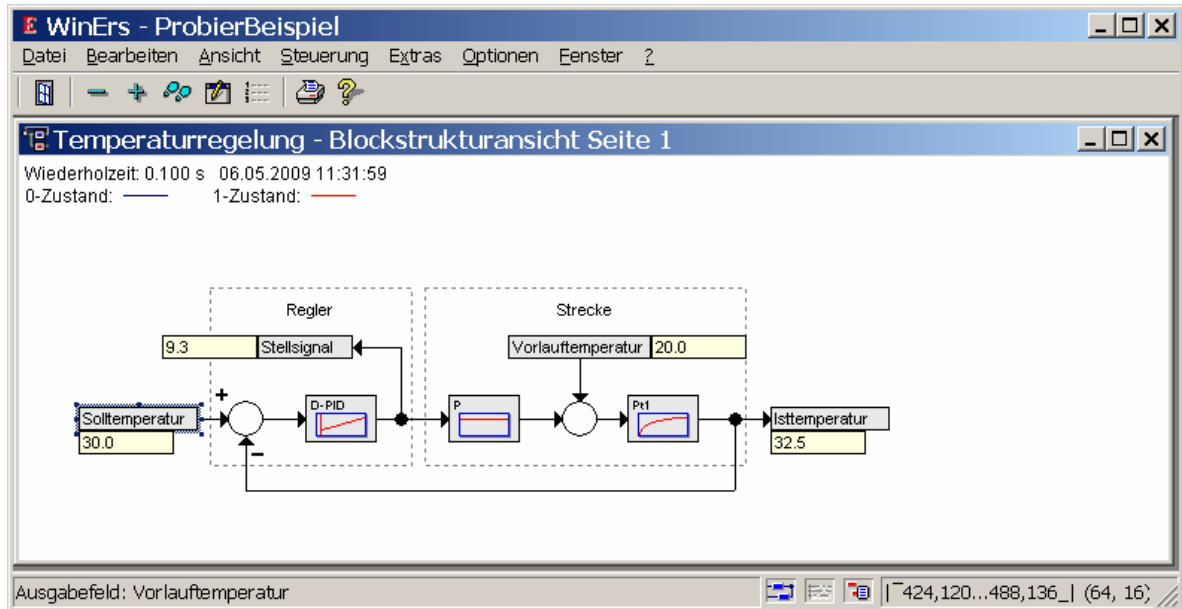 WinErs - ProbierBeispiel
Datei Bearbeiten Ansicht Steuerung Extras Optionen Fenster ?
Temperaturregelung - Blockstrukturansicht Seite 1
Wiederholzeit: 0.100 s 06.05.2009 11:31:59
0-Zustand: 1-Zustand:
Regler Strecke
9.3 Stellsignal Vorlauftemperatur 20.0
+ D-PID P Pt1
Solltemperatur Isttemperatur
30.0 32.5
−
Ausgabefeld: Vorlauftemperatur |¯424,120...488,136_| (64, 16)